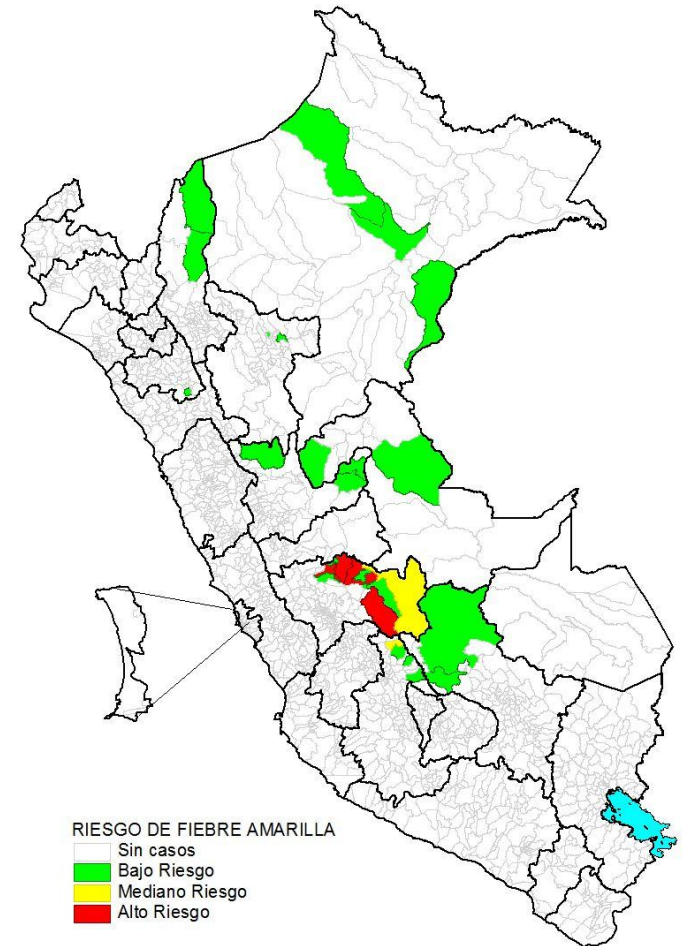 RIESGO DE FIEBRE AMARILLA
Sin casos
Bajo Riesgo
Mediano Riesgo
Alto Riesgo